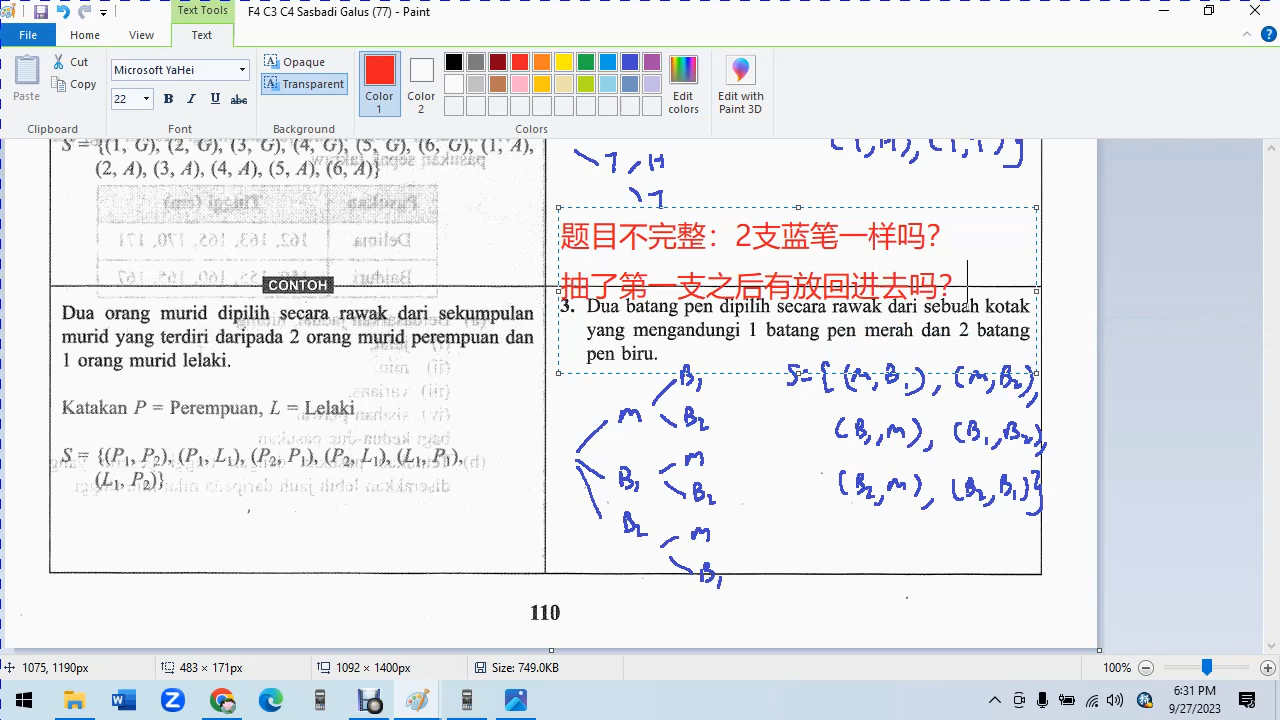 Text Tools
F4 C3 C4 Sasbadi Galus (77) - Paint
File
Home
View
Text
Paste
Cut
Copy
Clipboard
Microsoft YaHei
22
B
I
U
abc
Font
Opaque
Transparent
Background
Color 1
Color 2
Edit colors
Colors
Edit with Paint 3D
S = {(1, G), (2, G), (3, G), (4, G), (5, G), (6, G), (1, A),
(2, A), (3, A), (4, A), (5, A), (6, A)}
CONTOH
Dua orang murid dipilih secara rawak dari sekumpulan
murid yang terdiri daripada 2 orang murid perempuan dan
1 orang murid lelaki.
Katakan P = Perempuan, L = Lelaki
S = {(P₁, P₂), (P₁, L₁), (P₂, P₁), (P₂, L₁), (L₁, P₁),
(L₁, P₂)}
T H
T
题目不完整：2支蓝笔一样吗？
抽了第一支之后有放回进去吗？
3. Dua batang pen dipilih secara rawak dari sebuah kotak
yang mengandungi 1 batang pen merah dan 2 batang
pen biru.
M
B₁
B₂
B₁
M
B₂
B₂
M
B₁
S={(M,B₁), (M,B₂),
(B₁,M), (B₁,B₂),
(B₂,M), (B₂,B₁)}
110
1075, 1190px
483 × 171px
1092 × 1400px
Size: 749.0KB
100%
6:31 PM
9/27/2023